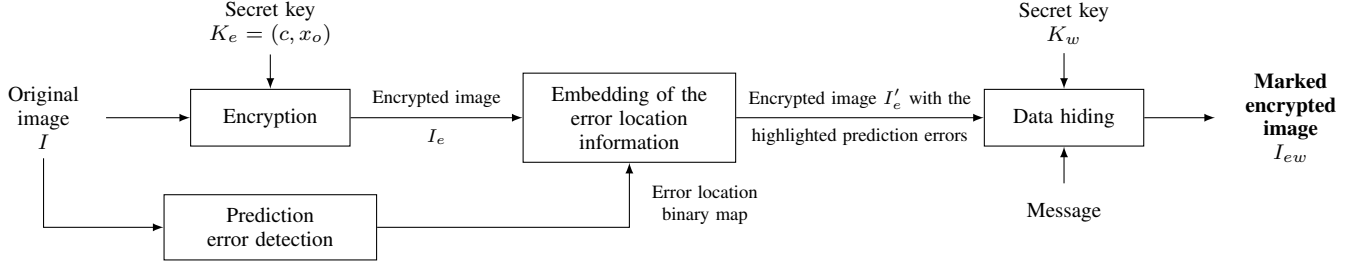 Secret key
K_e = (c, x_o)
Secret key
K_w
Original
image
I
Encryption
Encrypted image
I_e
Embedding of the
error location
information
Encrypted image I'_e with the
highlighted prediction errors
Data hiding
Marked
encrypted
image
I_ew
Prediction
error detection
Error location
binary map
Message